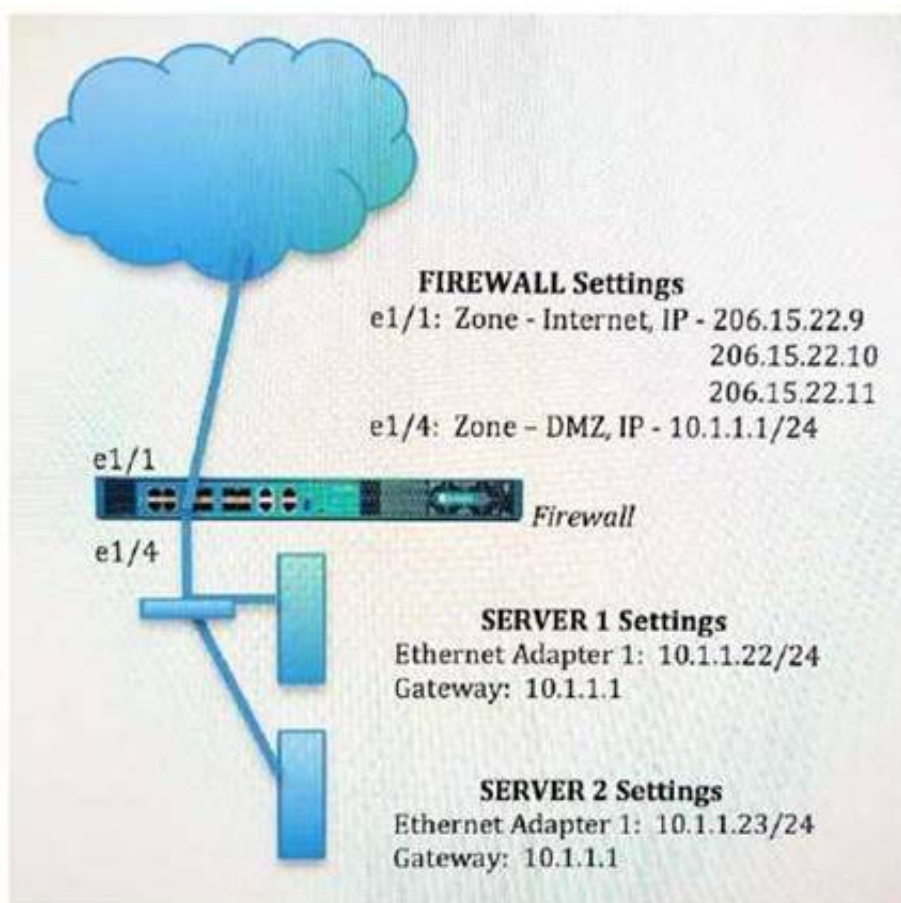 FIREWALL Settings
e1/1: Zone - Internet, IP - 206.15.22.9
206.15.22.10
206.15.22.11
e1/4: Zone – DMZ, IP - 10.1.1.1/24
e1/1
Firewall
e1/4
SERVER 1 Settings
Ethernet Adapter 1: 10.1.1.22/24
Gateway: 10.1.1.1
SERVER 2 Settings
Ethernet Adapter 1: 10.1.1.23/24
Gateway: 10.1.1.1